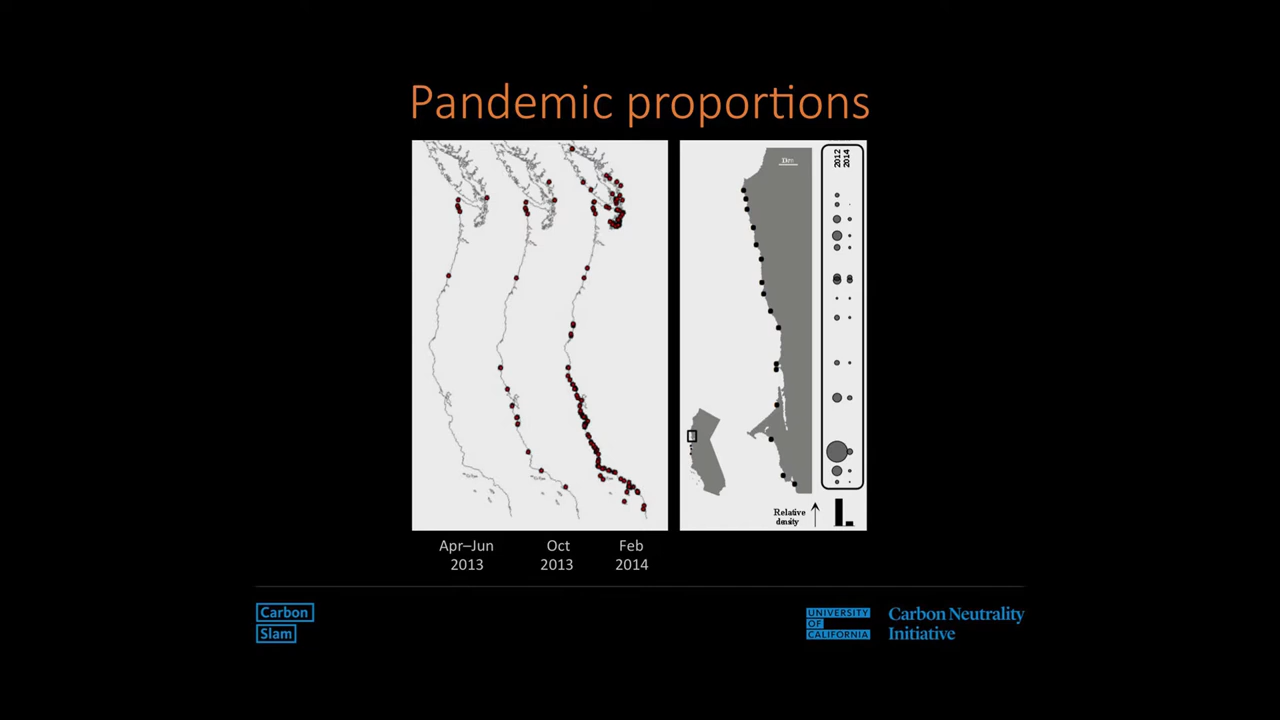 Pandemic proportions
2012
2014
Relative
density
Apr–Jun
2013
Oct
2013
Feb
2014
Carbon
Slam
UNIVERSITY
OF
CALIFORNIA
Carbon Neutrality
Initiative